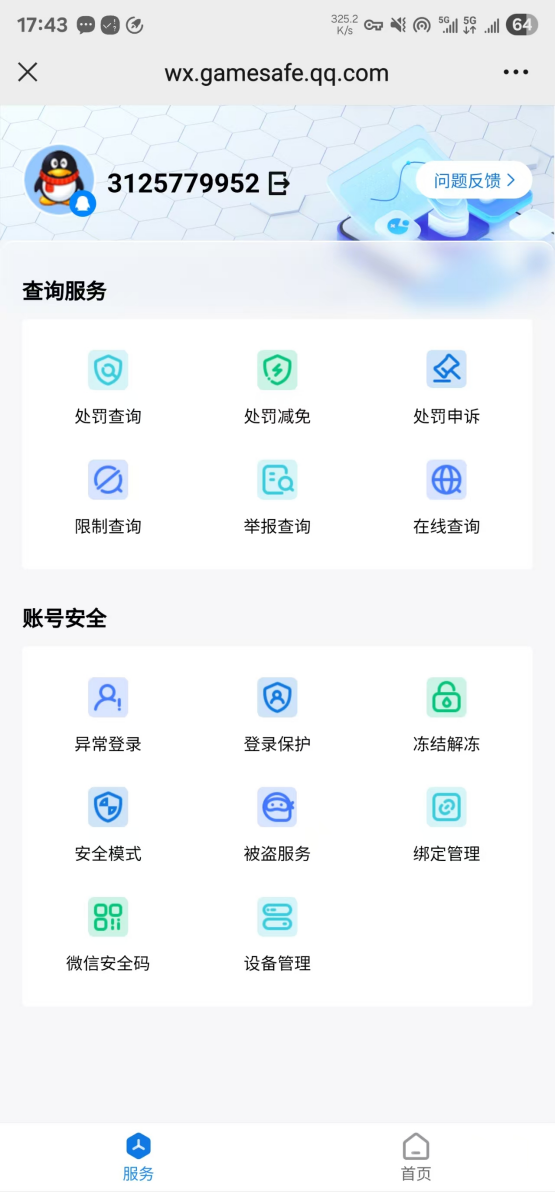 17:43
325.2
K/s
5G
5G
64
wx.gamesafe.qq.com
3125779952
问题反馈
查询服务
处罚查询 处罚减免 处罚申诉
限制查询 举报查询 在线查询
账号安全
异常登录 登录保护 冻结解冻
安全模式 被盗服务 绑定管理
微信安全码 设备管理
服务 首页